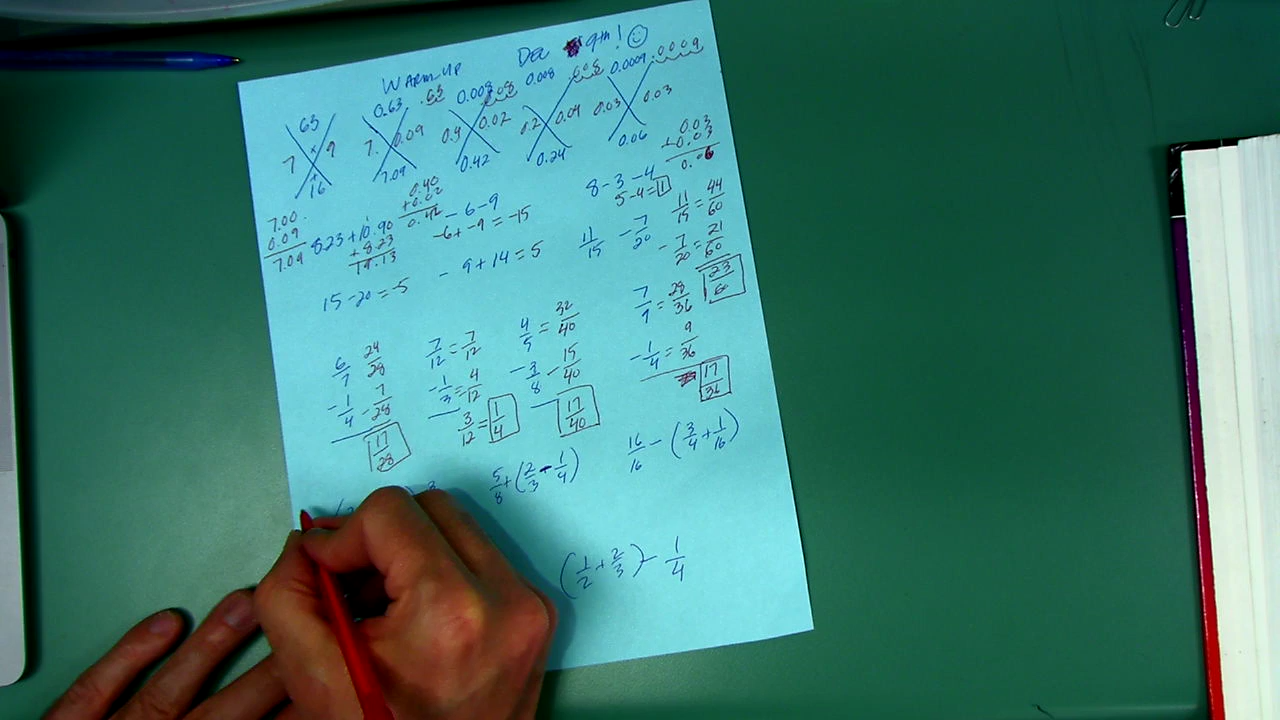 WARMUP DEC 9th!
63 7 × 9 + 16
0.63 .63 7. 0.09 7.09
0.008 .008 0.4 0.02 0.42
0.008 0.2 0.04 0.24
0.0009 .0009 0.03 0.03 0.06
0.03 + 0.03 0.06
7.00 0.09 7.09
8.23 + 10.90 + 8.23 19.13
0.40 + 0.02 0.42
- 6 - 9
-6 + -9 = -15
8 - 3 - 4
5 - 4 = 1
15 - 20 = -5
- 9 + 14 = 5
11/15 - 7/20
11/15 = 44/60
- 7/20 = 21/60
23/60
6/7 24/28
- 1/4 - 7/28
17/28
7/12 = 7/12
- 1/3 = 4/12
3/12 = 1/4
4/5 = 32/40
- 3/8 - 15/40
17/40
7/9 = 28/36
- 1/4 = 9/36
17/36
5/8 + (2/3 - 1/4)
16/16 - (3/4 + 1/16)
(1/2 + 2/3) - 1/4